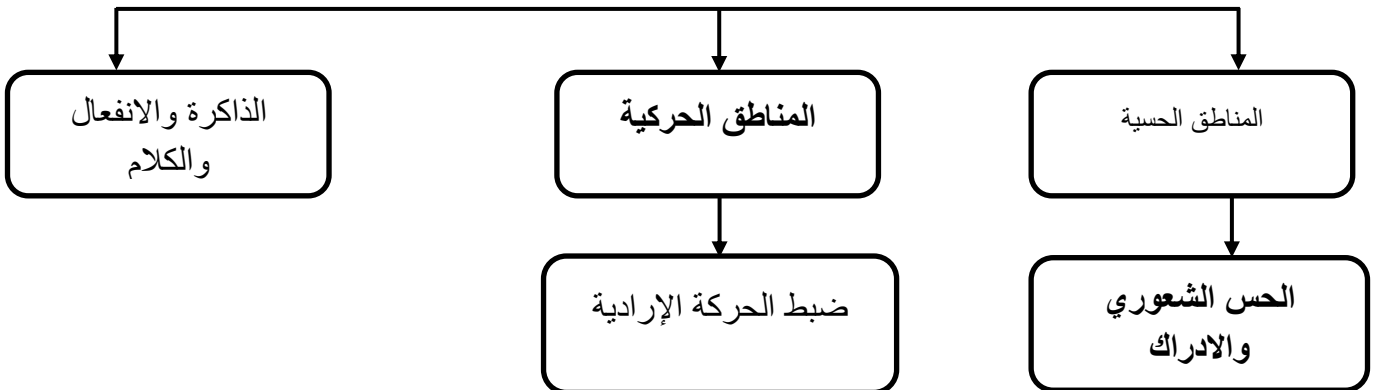 المناطق الحسية
المناطق الحركية
الذاكرة والانفعال
والكلام
الحس الشعوري
والادراك
ضبط الحركة الإرادية